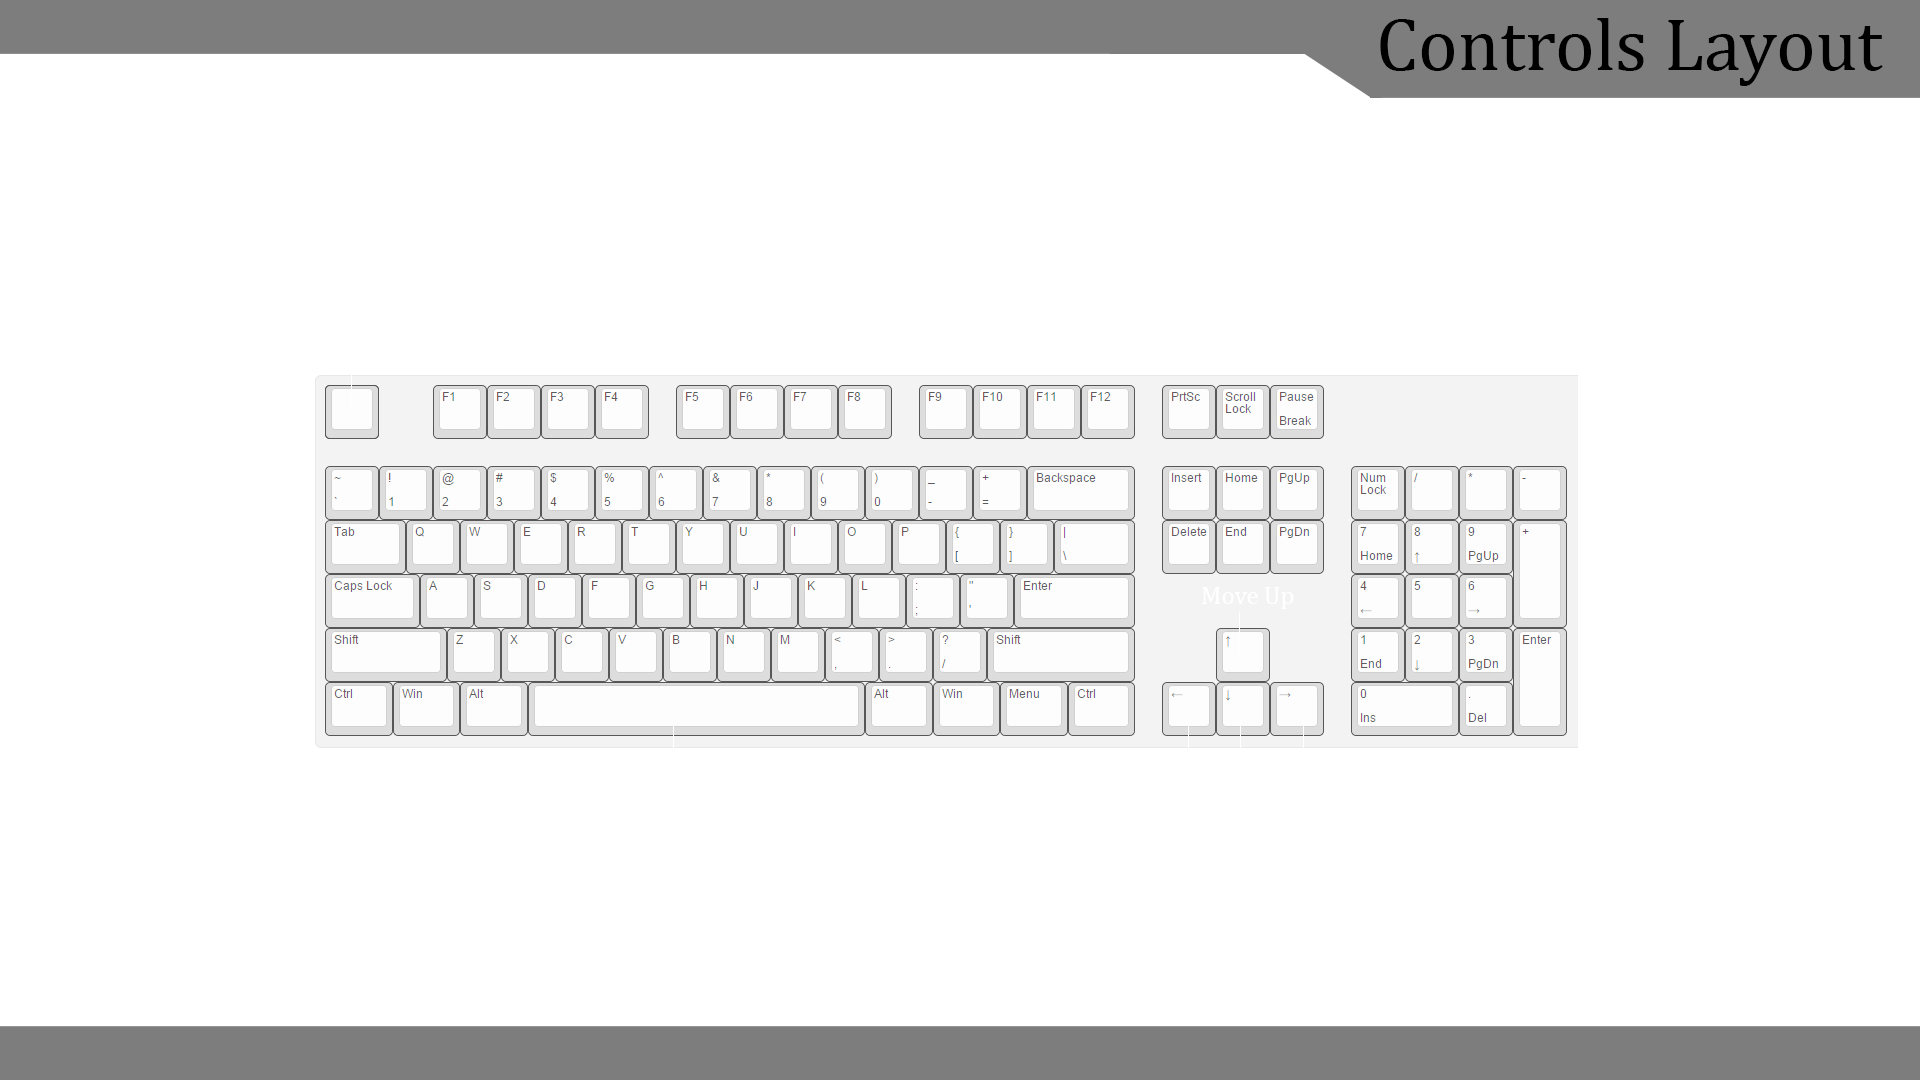 Controls Layout
F1 F2 F3 F4 F5 F6 F7 F8 F9 F10 F11 F12 PrtSc Scroll Lock Pause Break
~ ` ! 1 @ 2 # 3 $ 4 % 5 ^ 6 & 7 * 8 ( 9 ) 0 _ - + = Backspace Insert Home PgUp Num Lock / * -
Tab Q W E R T Y U I O P { [ } ] | \ Delete End PgDn 7 Home 8 ↑ 9 PgUp +
Caps Lock A S D F G H J K L : ; " ' Enter Move Up 4 ← 5 6 →
Shift Z X C V B N M < , > . ? / Shift ↑ 1 End 2 ↓ 3 PgDn Enter
Ctrl Win Alt Alt Win Menu Ctrl ← ↓ → 0 Ins . Del